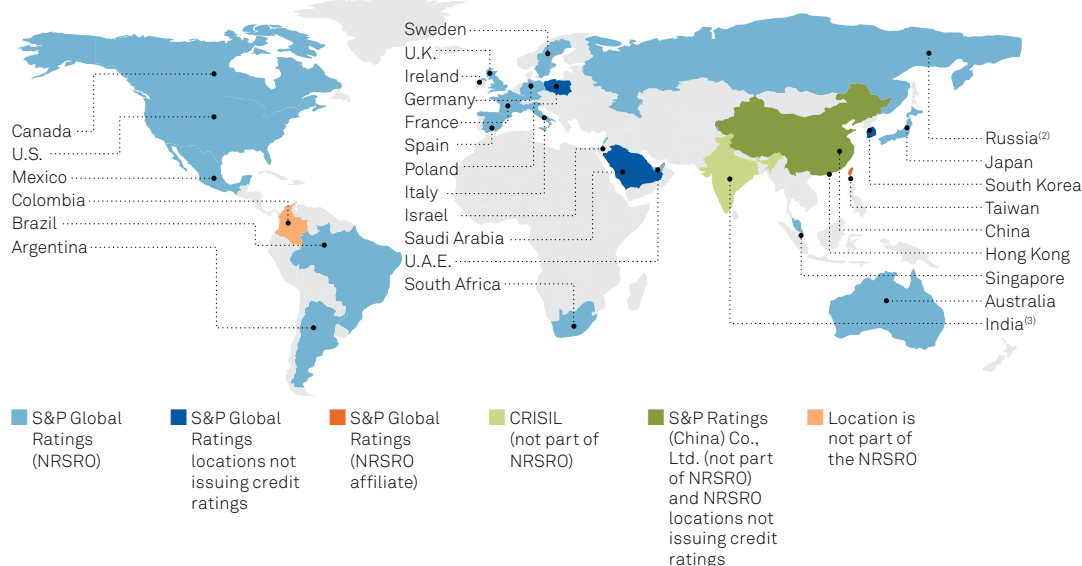 Canada
U.S.
Mexico
Colombia
Brazil
Argentina
Sweden
U.K.
Ireland
Germany
France
Spain
Poland
Italy
Israel
Saudi Arabia
U.A.E.
South Africa
Russia(2)
Japan
South Korea
Taiwan
China
Hong Kong
Singapore
Australia
India(3)
S&P Global
Ratings
(NRSRO)
S&P Global
Ratings
locations not
issuing credit
ratings
S&P Global
Ratings
(NRSRO
affiliate)
CRISIL
(not part of
NRSRO)
S&P Ratings
(China) Co.,
Ltd. (not part
of NRSRO)
and NRSRO
locations not
issuing credit
ratings
Location is
not part of
the NRSRO